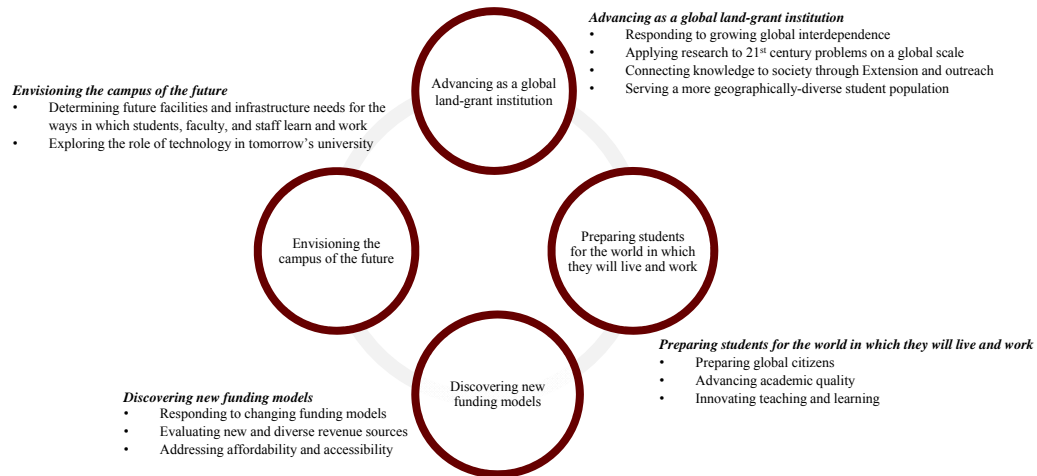 Advancing as a global land-grant institution
• Responding to growing global interdependence
• Applying research to 21st century problems on a global scale
• Connecting knowledge to society through Extension and outreach
• Serving a more geographically-diverse student population
Advancing as a global
land-grant institution
Envisioning the campus of the future
• Determining future facilities and infrastructure needs for the
ways in which students, faculty, and staff learn and work
• Exploring the role of technology in tomorrow's university
Envisioning the
campus of the future
Preparing students
for the world in which
they will live and work
Preparing students for the world in which they will live and work
• Preparing global citizens
• Advancing academic quality
• Innovating teaching and learning
Discovering new
funding models
Discovering new funding models
• Responding to changing funding models
• Evaluating new and diverse revenue sources
• Addressing affordability and accessibility